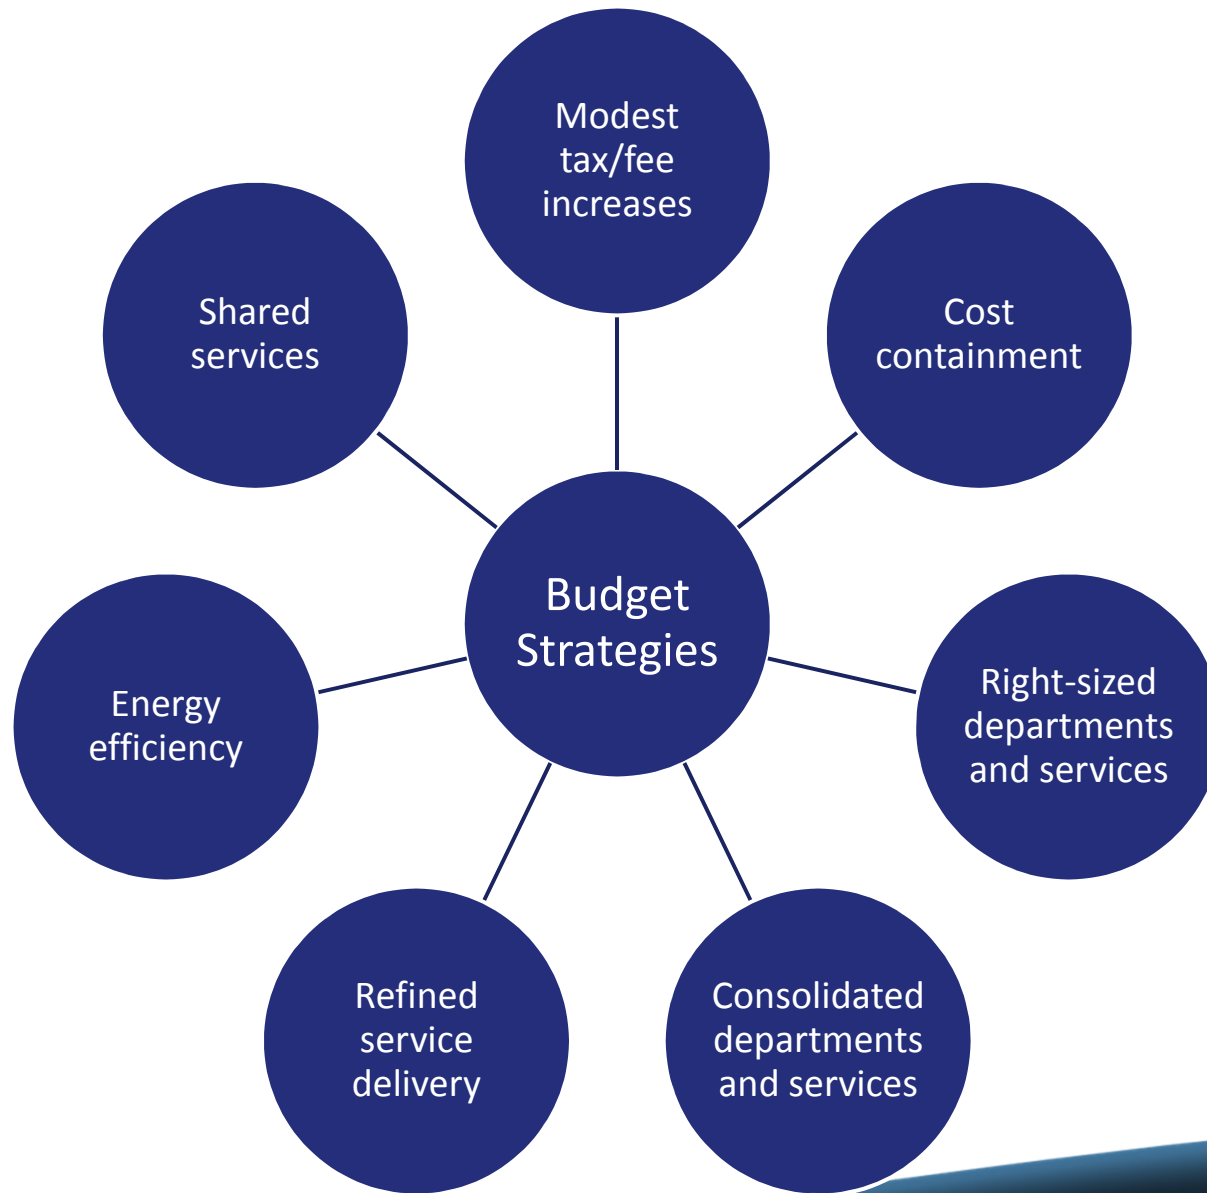 Modest
tax/fee
increases
Cost
containment
Right-sized
departments
and services
Consolidated
departments
and services
Refined
service
delivery
Energy
efficiency
Shared
services
Budget
Strategies